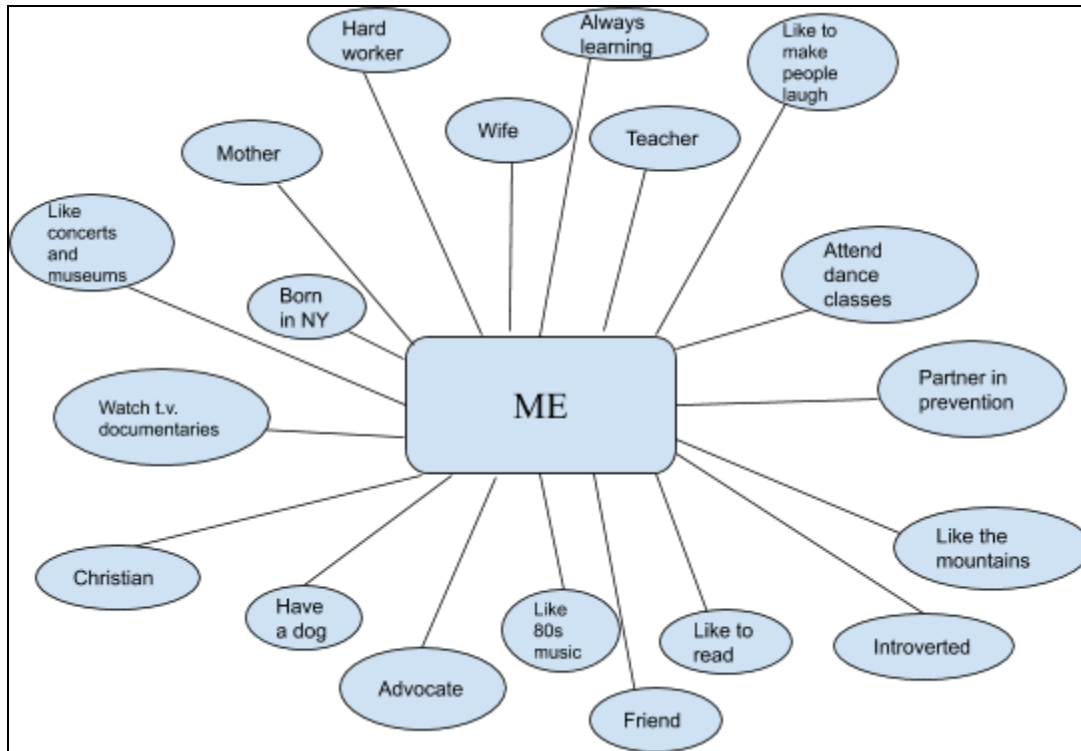 Hard
worker
Always
learning
Like to
make
people
laugh
Wife
Teacher
Mother
Like
concerts
and
museums
Attend
dance
classes
Born
in NY
Partner in
prevention
ME
Watch t.v.
documentaries
Like the
mountains
Christian
Have
a dog
Like
80s
music
Like to
read
Introverted
Advocate
Friend